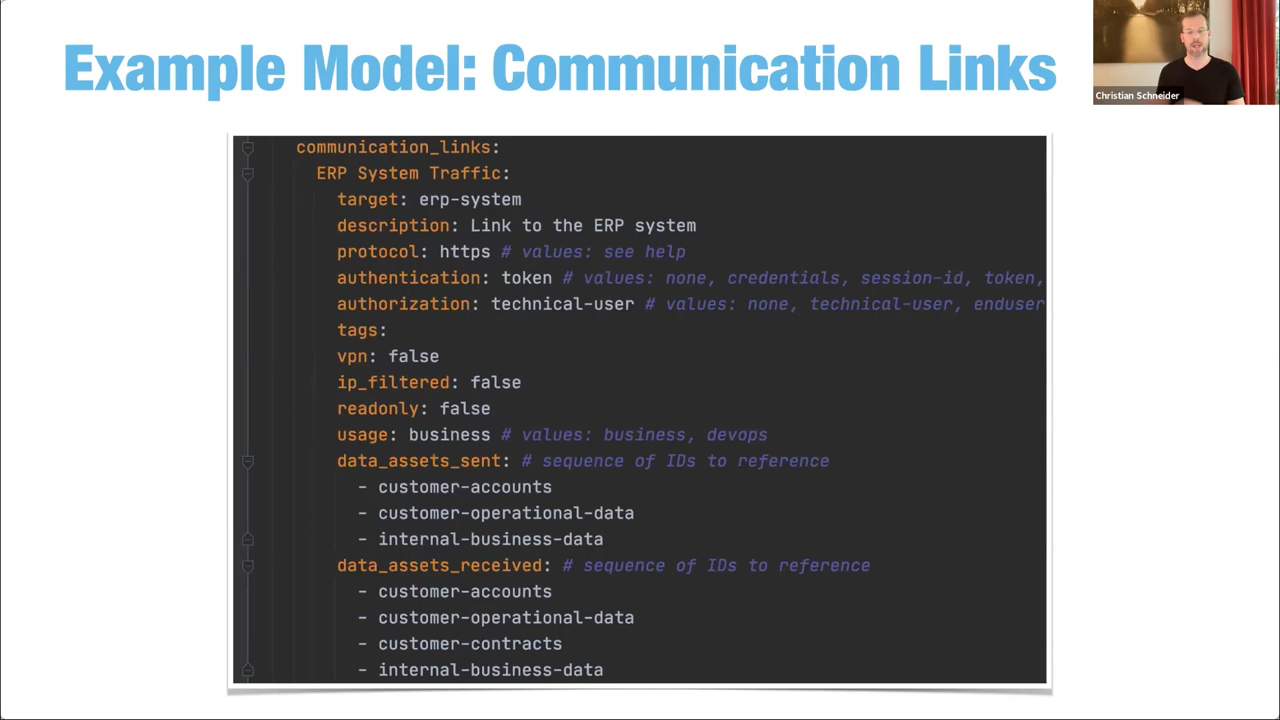 Example Model: Communication Links
Christian Schneider
communication_links:
ERP System Traffic:
target: erp-system
description: Link to the ERP system
protocol: https # values: see help
authentication: token # values: none, credentials, session-id, token,
authorization: technical-user # values: none, technical-user, enduser
tags:
vpn: false
ip_filtered: false
readonly: false
usage: business # values: business, devops
data_assets_sent: # sequence of IDs to reference
- customer-accounts
- customer-operational-data
- internal-business-data
data_assets_received: # sequence of IDs to reference
- customer-accounts
- customer-operational-data
- customer-contracts
- internal-business-data